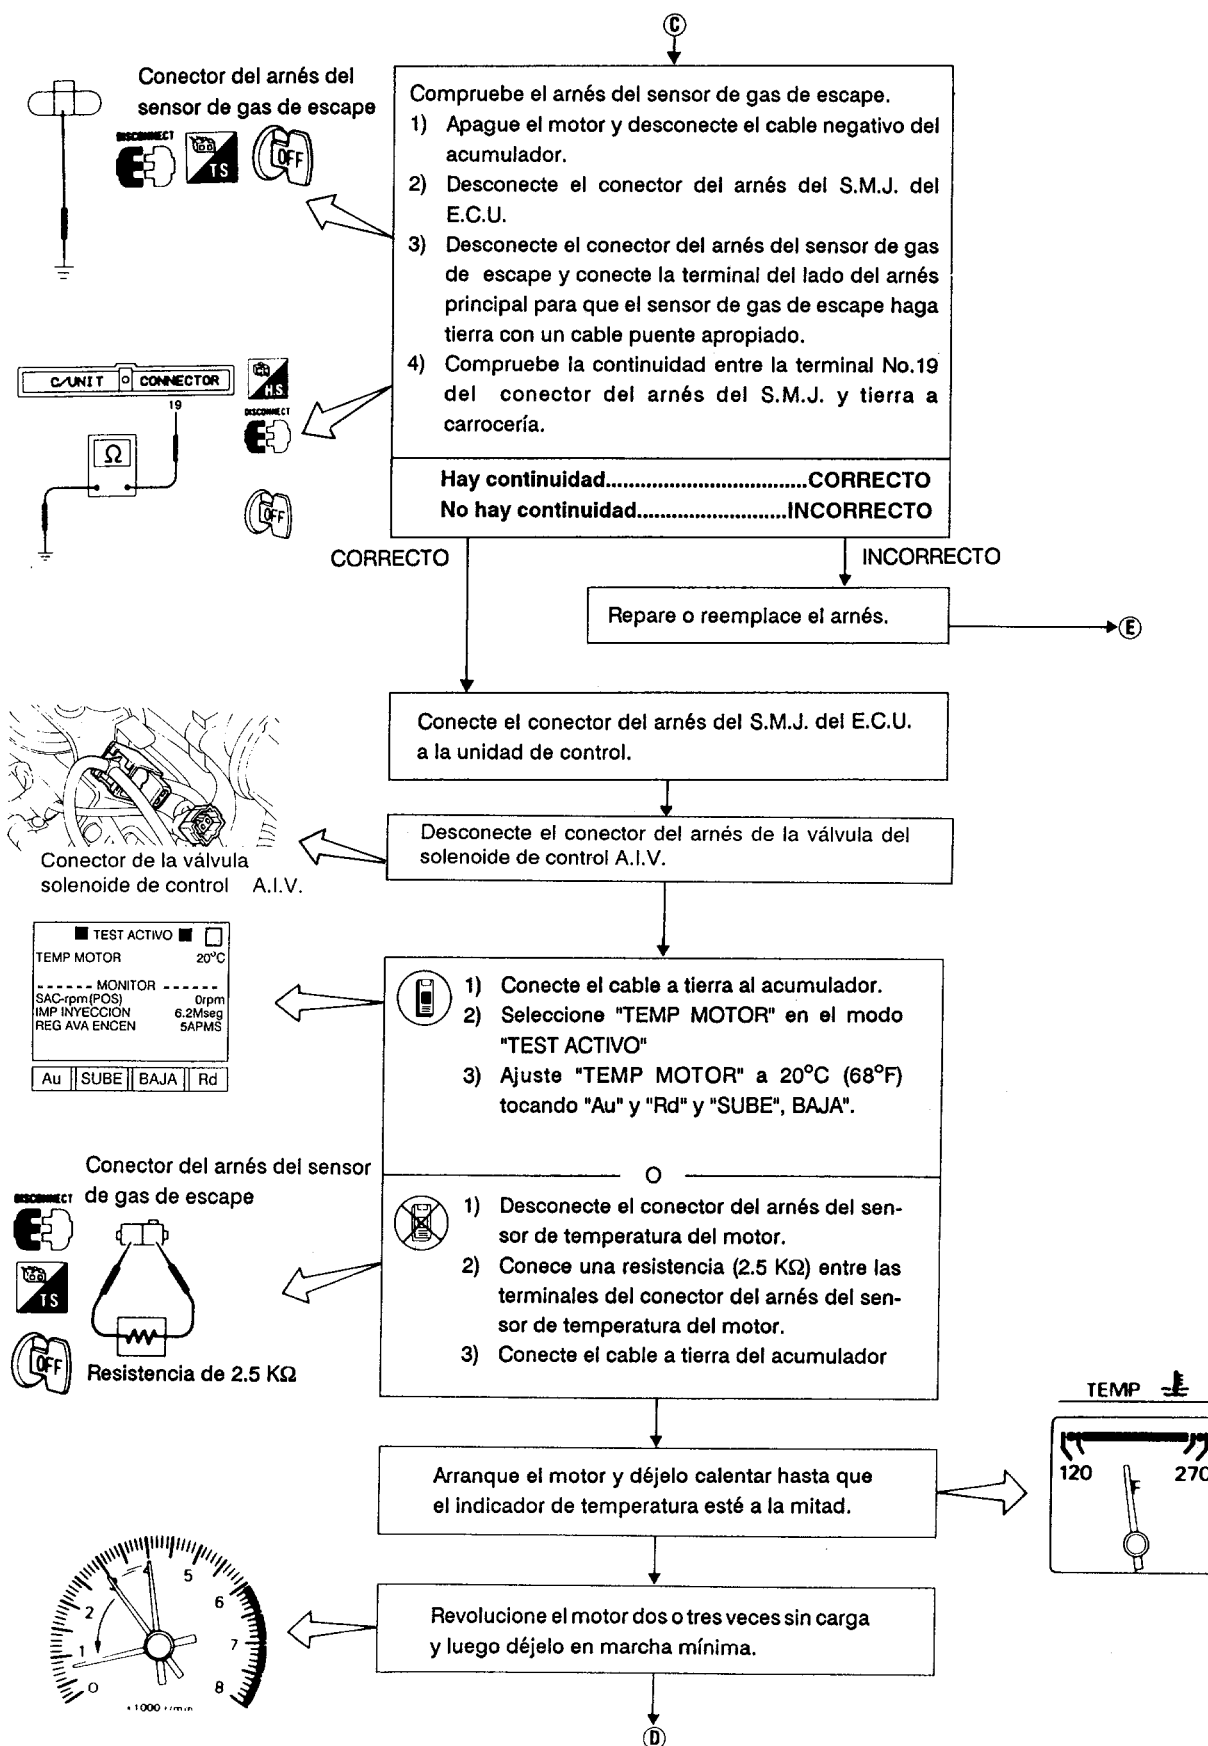 C
Conector del arnés del
sensor de gas de escape
DISCONNECT
TS
OFF
Compruebe el arnés del sensor de gas de escape.
1) Apague el motor y desconecte el cable negativo del
acumulador.
2) Desconecte el conector del arnés del S.M.J. del
E.C.U.
3) Desconecte el conector del arnés del sensor de gas
de escape y conecte la terminal del lado del arnés
principal para que el sensor de gas de escape haga
tierra con un cable puente apropiado.
4) Compruebe la continuidad entre la terminal No.19
del conector del arnés del S.M.J. y tierra a
carrocería.
C/UNIT CONNECTOR
H.S
DISCONNECT
19
Ω
OFF
Hay continuidad...................................CORRECTO
No hay continuidad..........................INCORRECTO
CORRECTO
INCORRECTO
Repare o reemplace el arnés.
E
Conecte el conector del arnés del S.M.J. del E.C.U.
a la unidad de control.
Desconecte el conector del arnés de la válvula del
solenoide de control A.I.V.
Conector de la válvula
solenoide de control A.I.V.
TEST ACTIVO
TEMP MOTOR 20°C
------ MONITOR ------
SAC-rpm(POS) 0rpm
IMP INYECCION 6.2Mseg
REG AVA ENCEN 5APMS
Au SUBE BAJA Rd
1) Conecte el cable a tierra al acumulador.
2) Seleccione "TEMP MOTOR" en el modo
"TEST ACTIVO"
3) Ajuste "TEMP MOTOR" a 20°C (68°F)
tocando "Au" y "Rd" y "SUBE", BAJA".
O
Conector del arnés del sensor
de gas de escape
DISCONNECT
TS
OFF
Resistencia de 2.5 KΩ
1) Desconecte el conector del arnés del sen-
sor de temperatura del motor.
2) Conece una resistencia (2.5 KΩ) entre las
terminales del conector del arnés del sen-
sor de temperatura del motor.
3) Conecte el cable a tierra del acumulador
TEMP
120 270
F
Arranque el motor y déjelo calentar hasta que
el indicador de temperatura esté a la mitad.
0 1 2 3 4 5 6 7 8
x1000 r/min
Revolucione el motor dos o tres veces sin carga
y luego déjelo en marcha mínima.
D